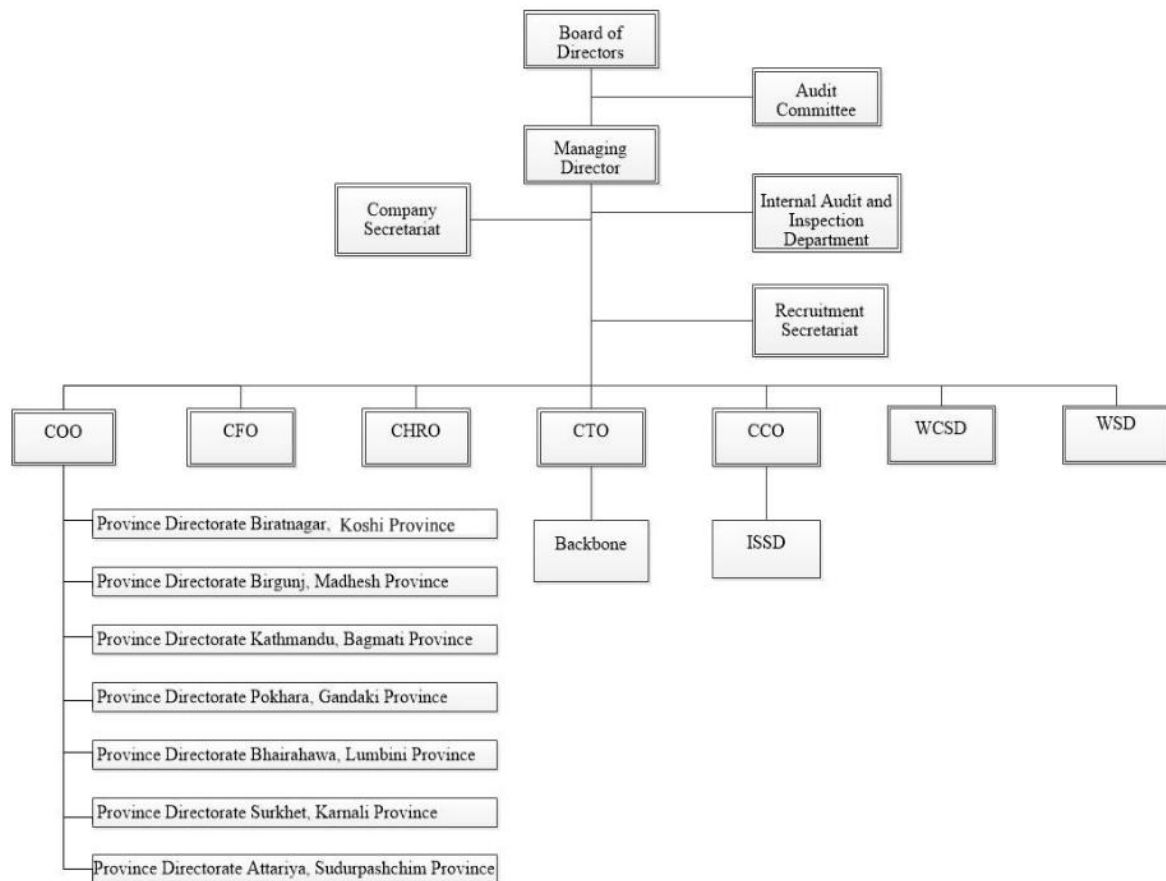 Board of
Directors
Audit
Committee
Managing
Director
Company
Secretariat
Internal Audit and
Inspection
Department
Recruitment
Secretariat
COO
CFO
CHRO
CTO
CCO
WCSD
WSD
Province Directorate Biratnagar, Koshi Province
Backbone
ISSD
Province Directorate Birgunj, Madhesh Province
Province Directorate Kathmandu, Bagmati Province
Province Directorate Pokhara, Gandaki Province
Province Directorate Bhairahawa, Lumbini Province
Province Directorate Surkhet, Karnali Province
Province Directorate Attariya, Sudurpashchim Province